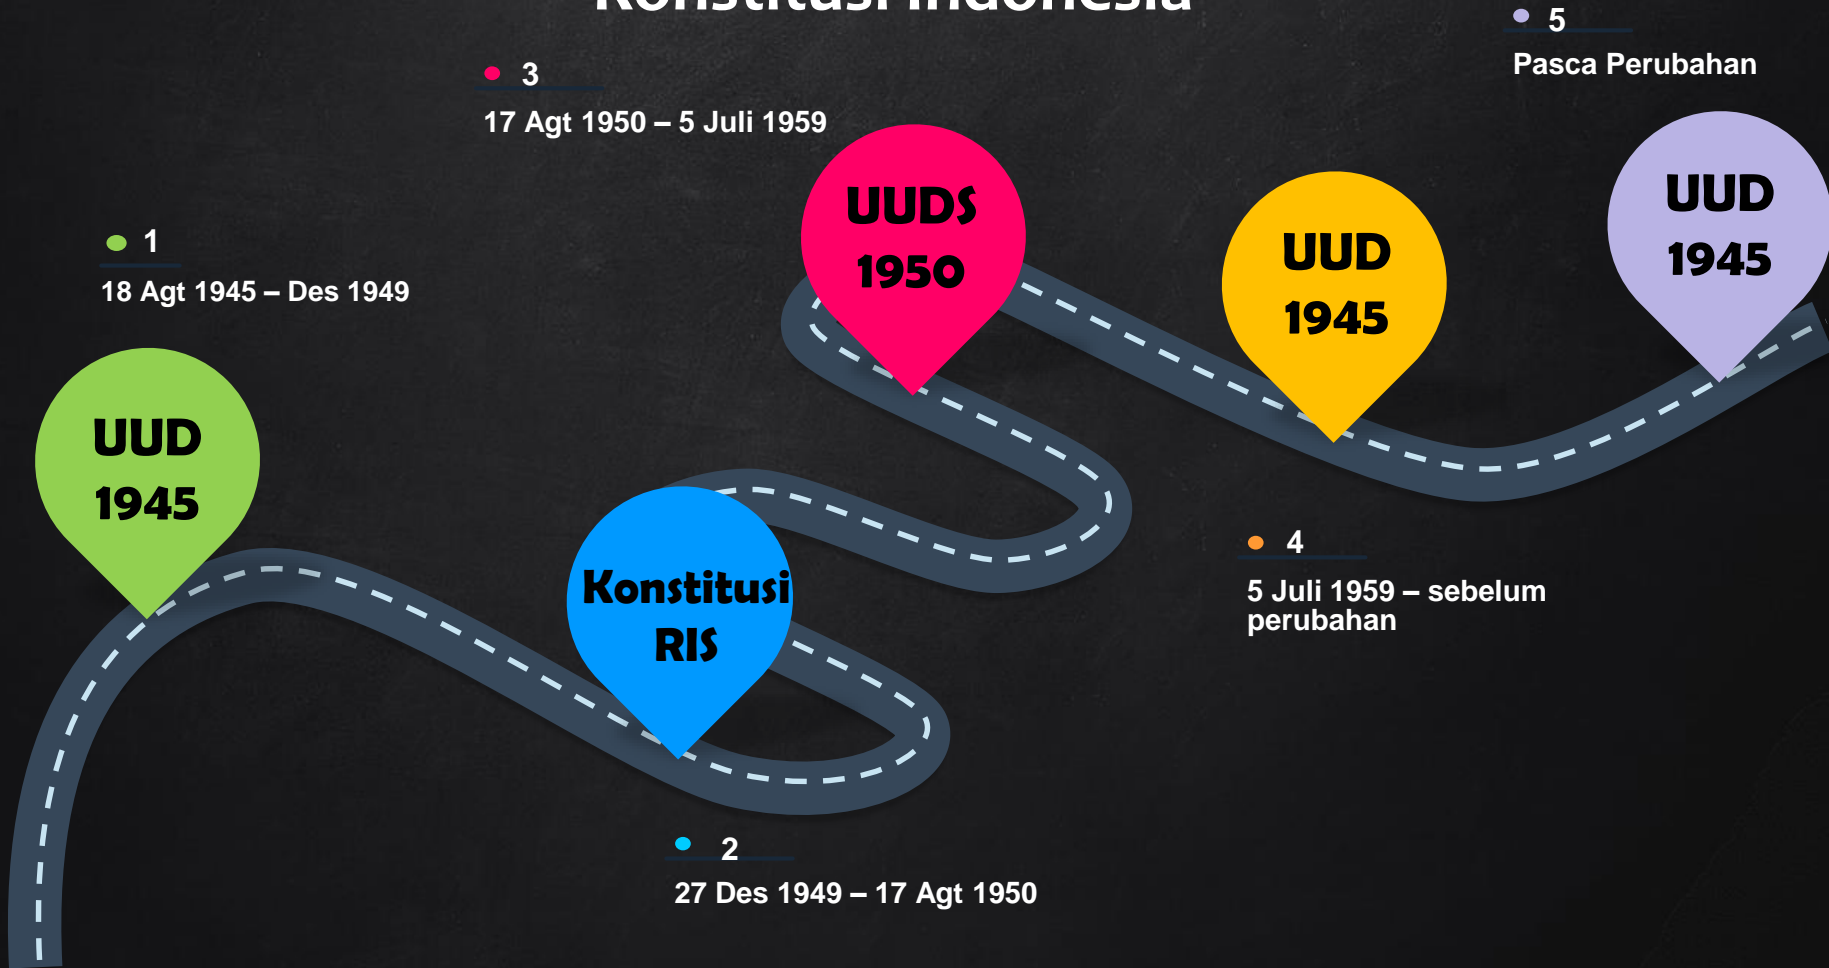 Konstitusi Indonesia
1
18 Agt 1945 – Des 1949
UUD
1945
2
27 Des 1949 – 17 Agt 1950
Konstitusi
RIS
3
17 Agt 1950 – 5 Juli 1959
UUDS
1950
4
5 Juli 1959 – sebelum
perubahan
UUD
1945
5
Pasca Perubahan
UUD
1945